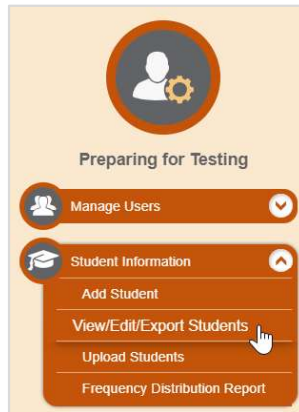 Preparing for Testing
Manage Users
Student Information
Add Student
View/Edit/Export Students
Upload Students
Frequency Distribution Report